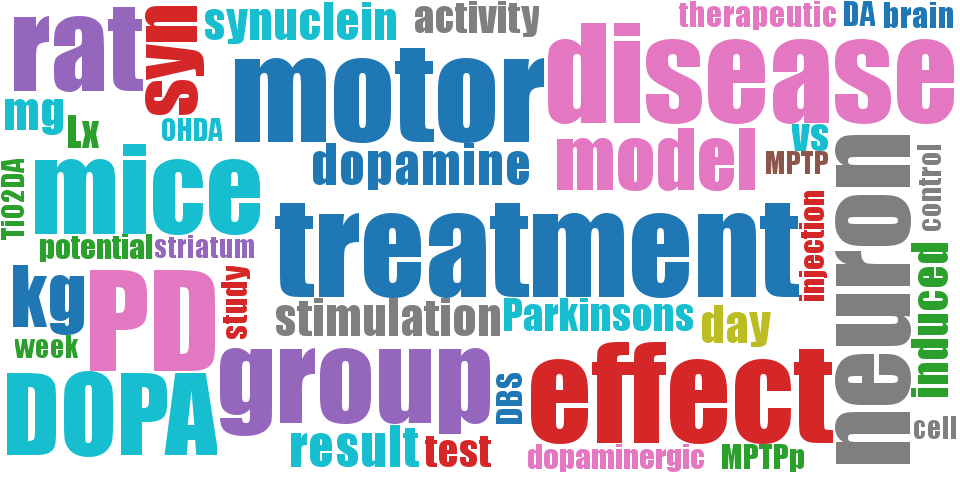 rat
syn
synuclein
activity
therapeutic
DA
brain
mg
Lx
OHDA
motor
disease
dopamine
model
VS
MPTP
TiO2DA
mice
potential
striatum
treatment
injection
neuron
control
kg
PD
study
stimulation
Parkinsons
day
induced
week
DOPA
group
DBS
effect
result
test
dopaminergic
MPTPp
cell